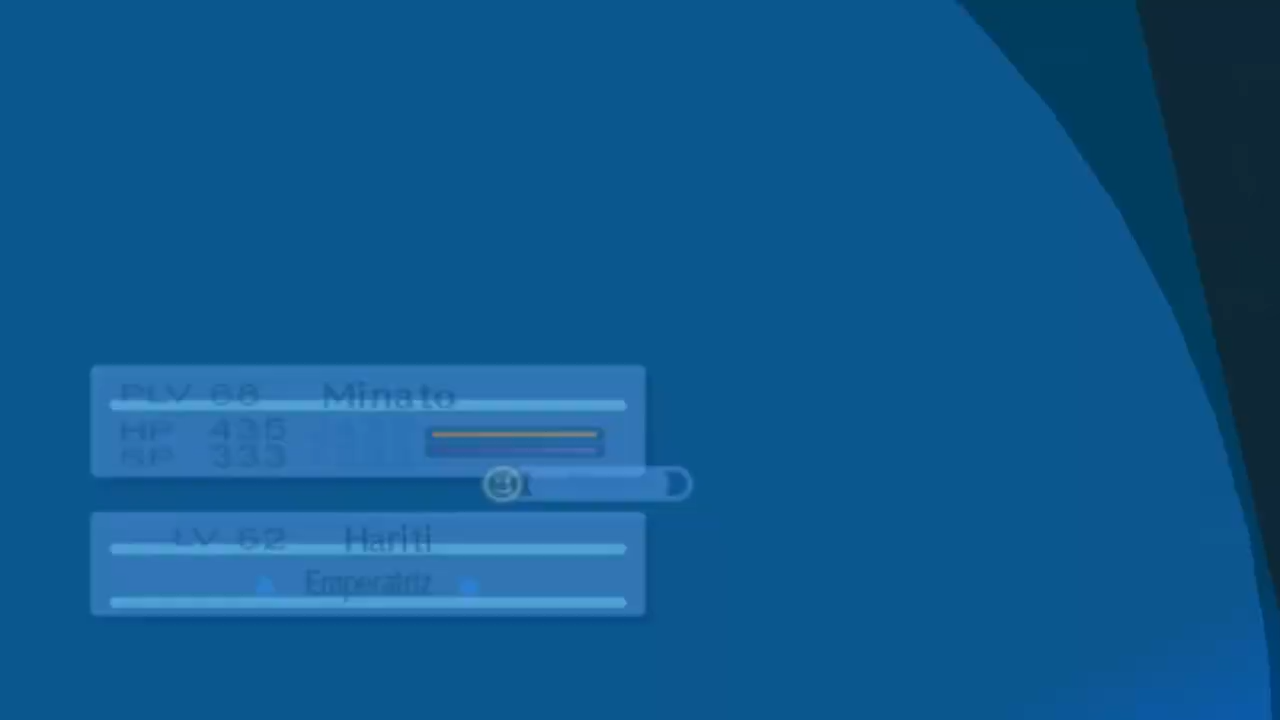 PLV 68 Minato
HP 435
SP 333
LV 52 Hariti
Emperatriz